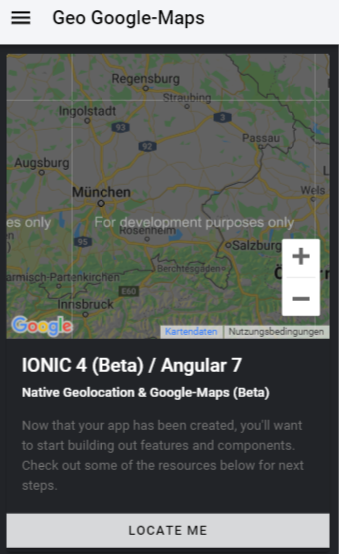 Geo Google-Maps
Regensburg
Straubing
Ingolstadt
3
93
92
Passau
Augsburg
L
München
Wels
es only
For development purposes only
95
Rosenheim
Salzburg
armisch-Partenkirchen
Berchtesgaden
E60
Innsbruck
Google
Kartendaten
Nutzungsbedingungen
IONIC 4 (Beta) / Angular 7
Native Geolocation & Google-Maps (Beta)
Now that your app has been created, you'll want
to start building out features and components.
Check out some of the resources below for next
steps.
LOCATE ME